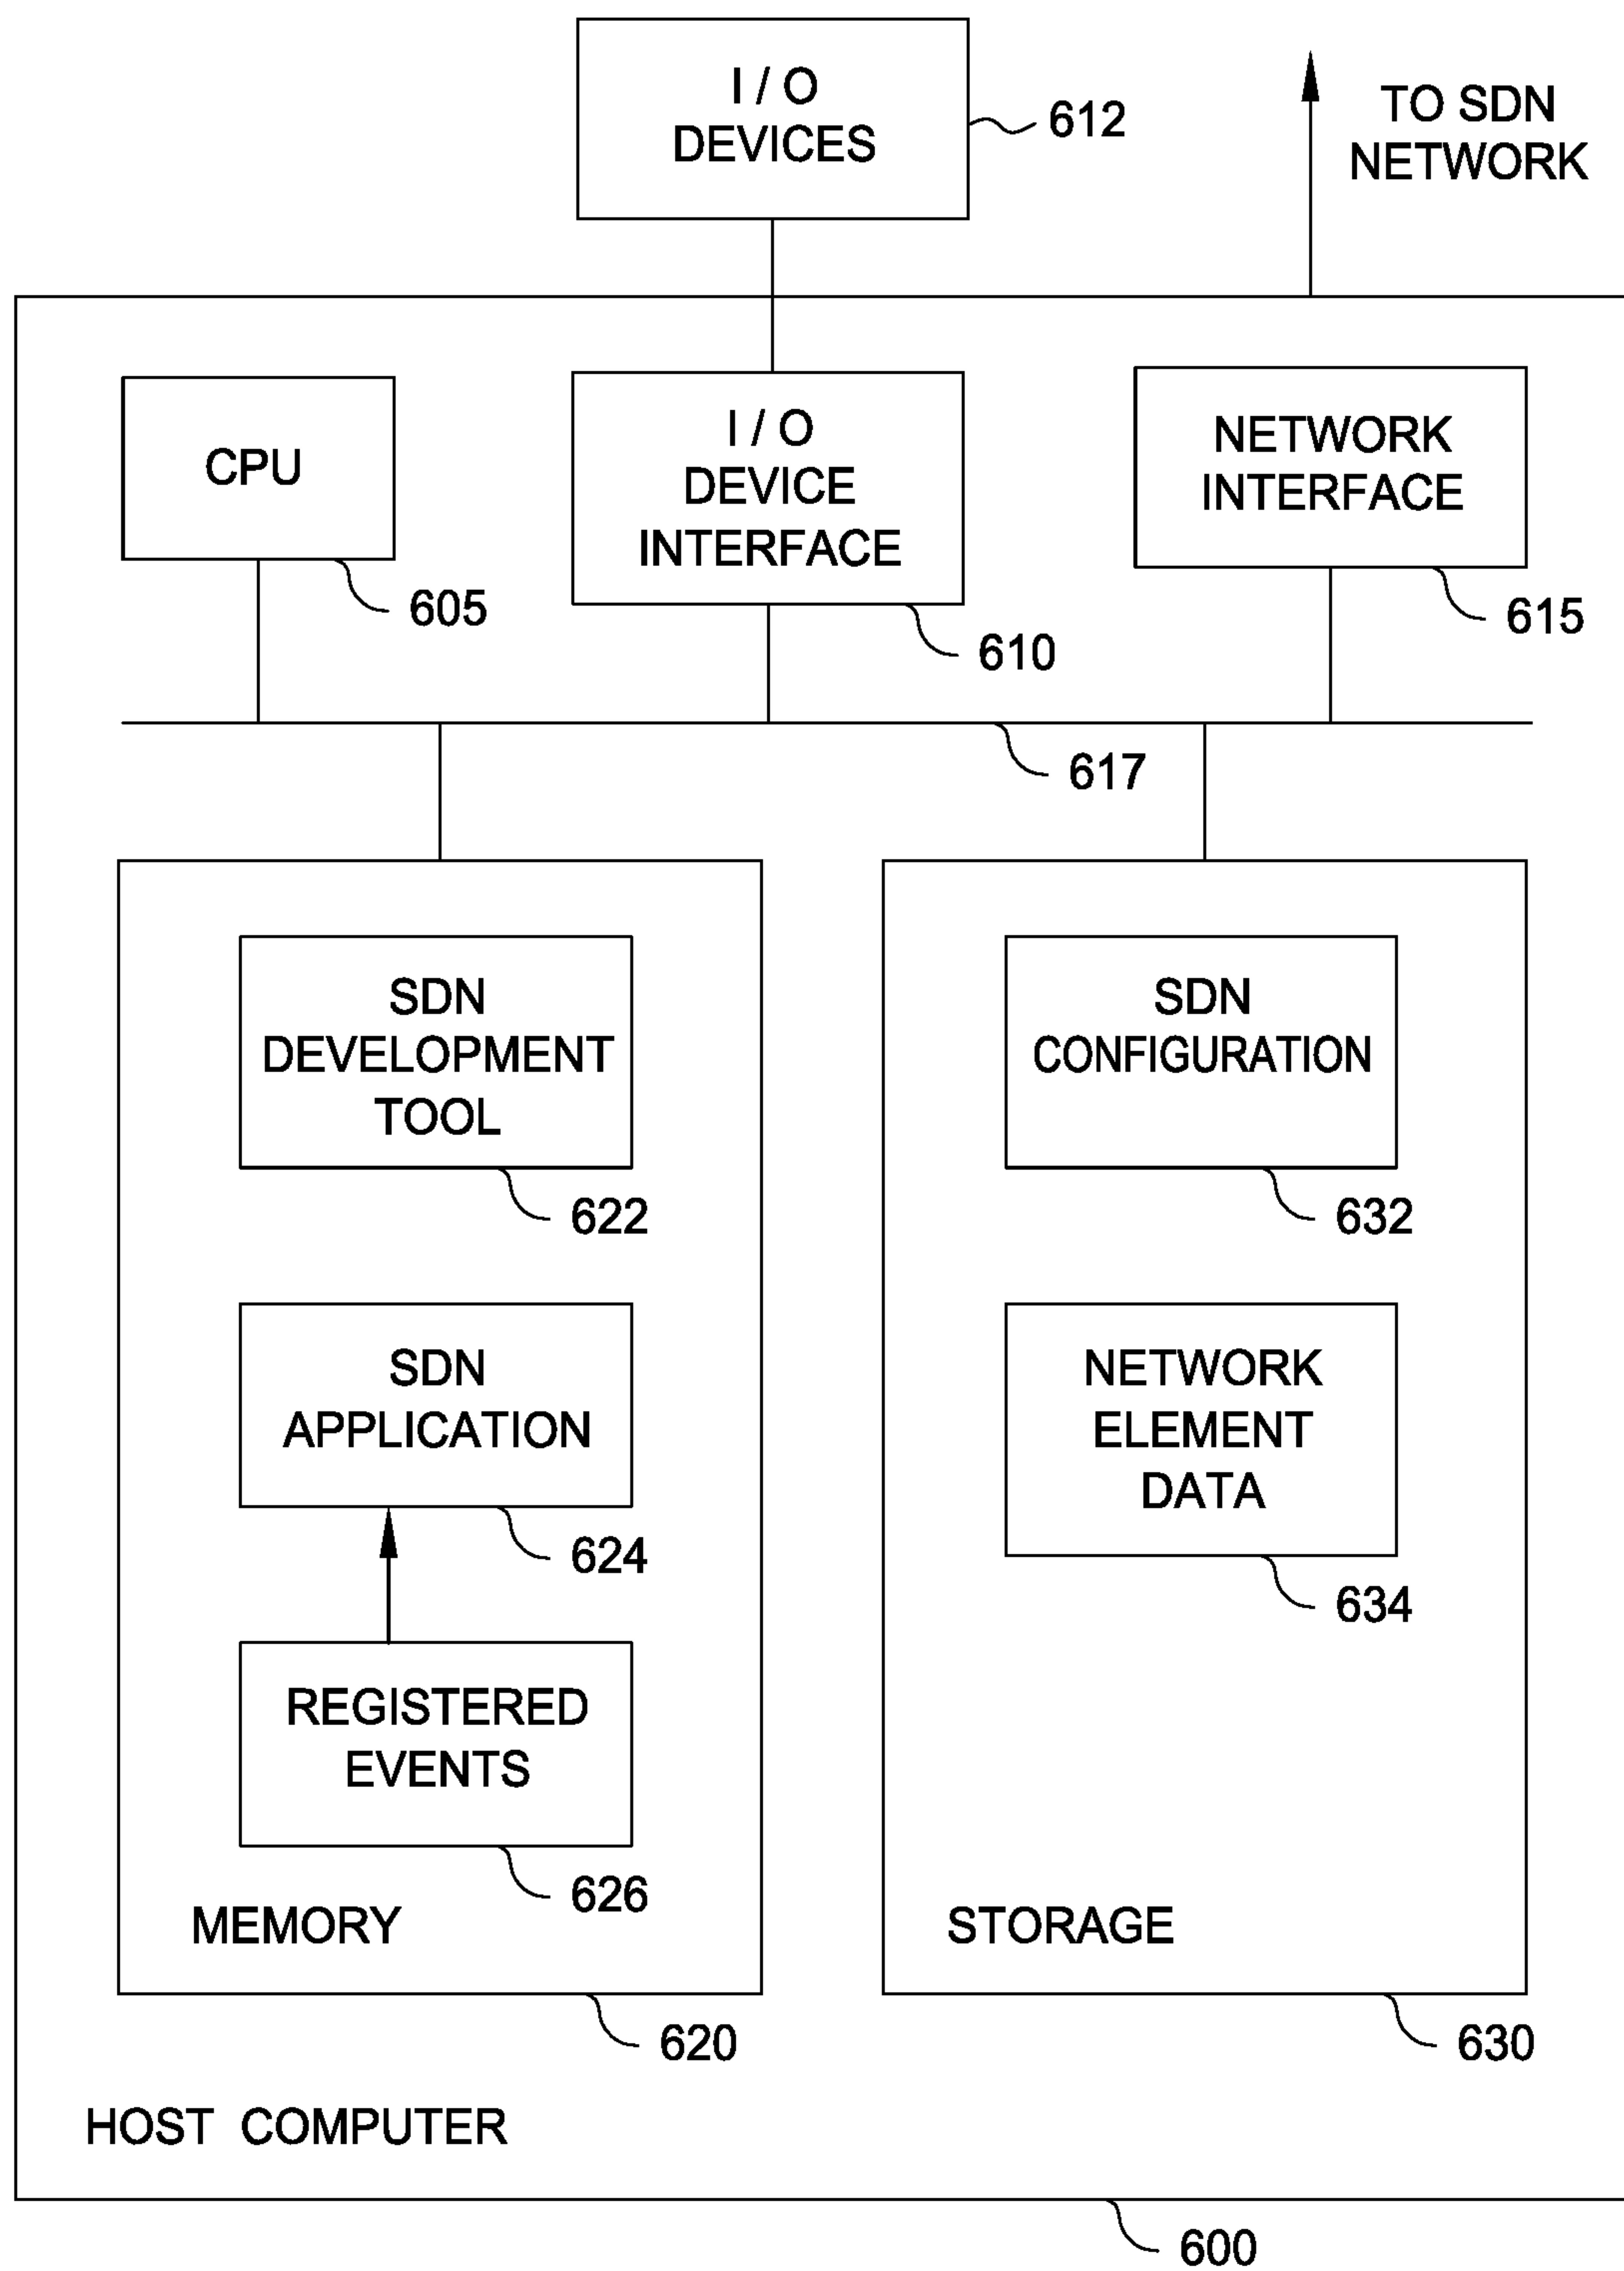 I / O
DEVICES
612
TO SDN
NETWORK
CPU
605
I / O
DEVICE
INTERFACE
610
NETWORK
INTERFACE
615
617
SDN
DEVELOPMENT
TOOL
622
SDN
APPLICATION
624
REGISTERED
EVENTS
626
MEMORY
620
SDN
CONFIGURATION
632
NETWORK
ELEMENT
DATA
634
STORAGE
630
HOST COMPUTER
600